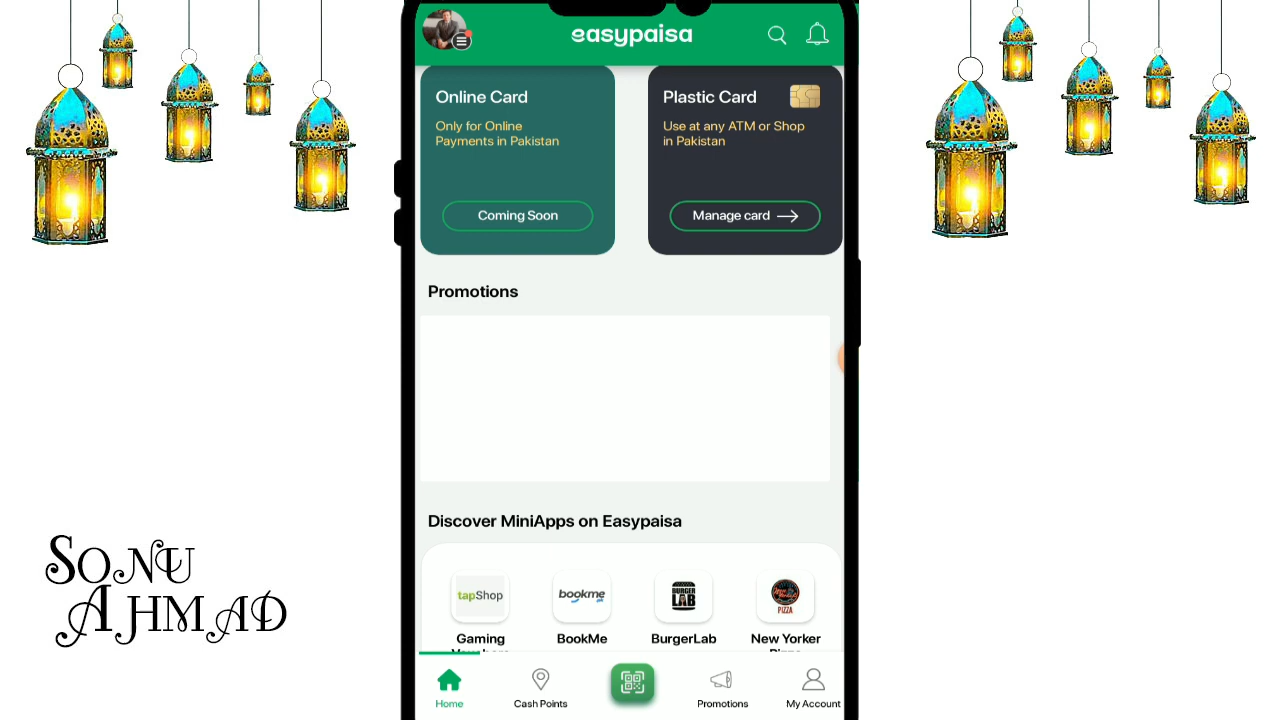 easypaisa
Online Card
Only for Online
Payments in Pakistan
Coming Soon
Plastic Card
Use at any ATM or Shop
in Pakistan
Manage card
Promotions
Discover MiniApps on Easypaisa
tapShop
bookme
BURGER
LAB
PIZZA
Gaming
BookMe
BurgerLab
New Yorker
Home
Cash Points
Promotions
My Account
SONU
AHMAD